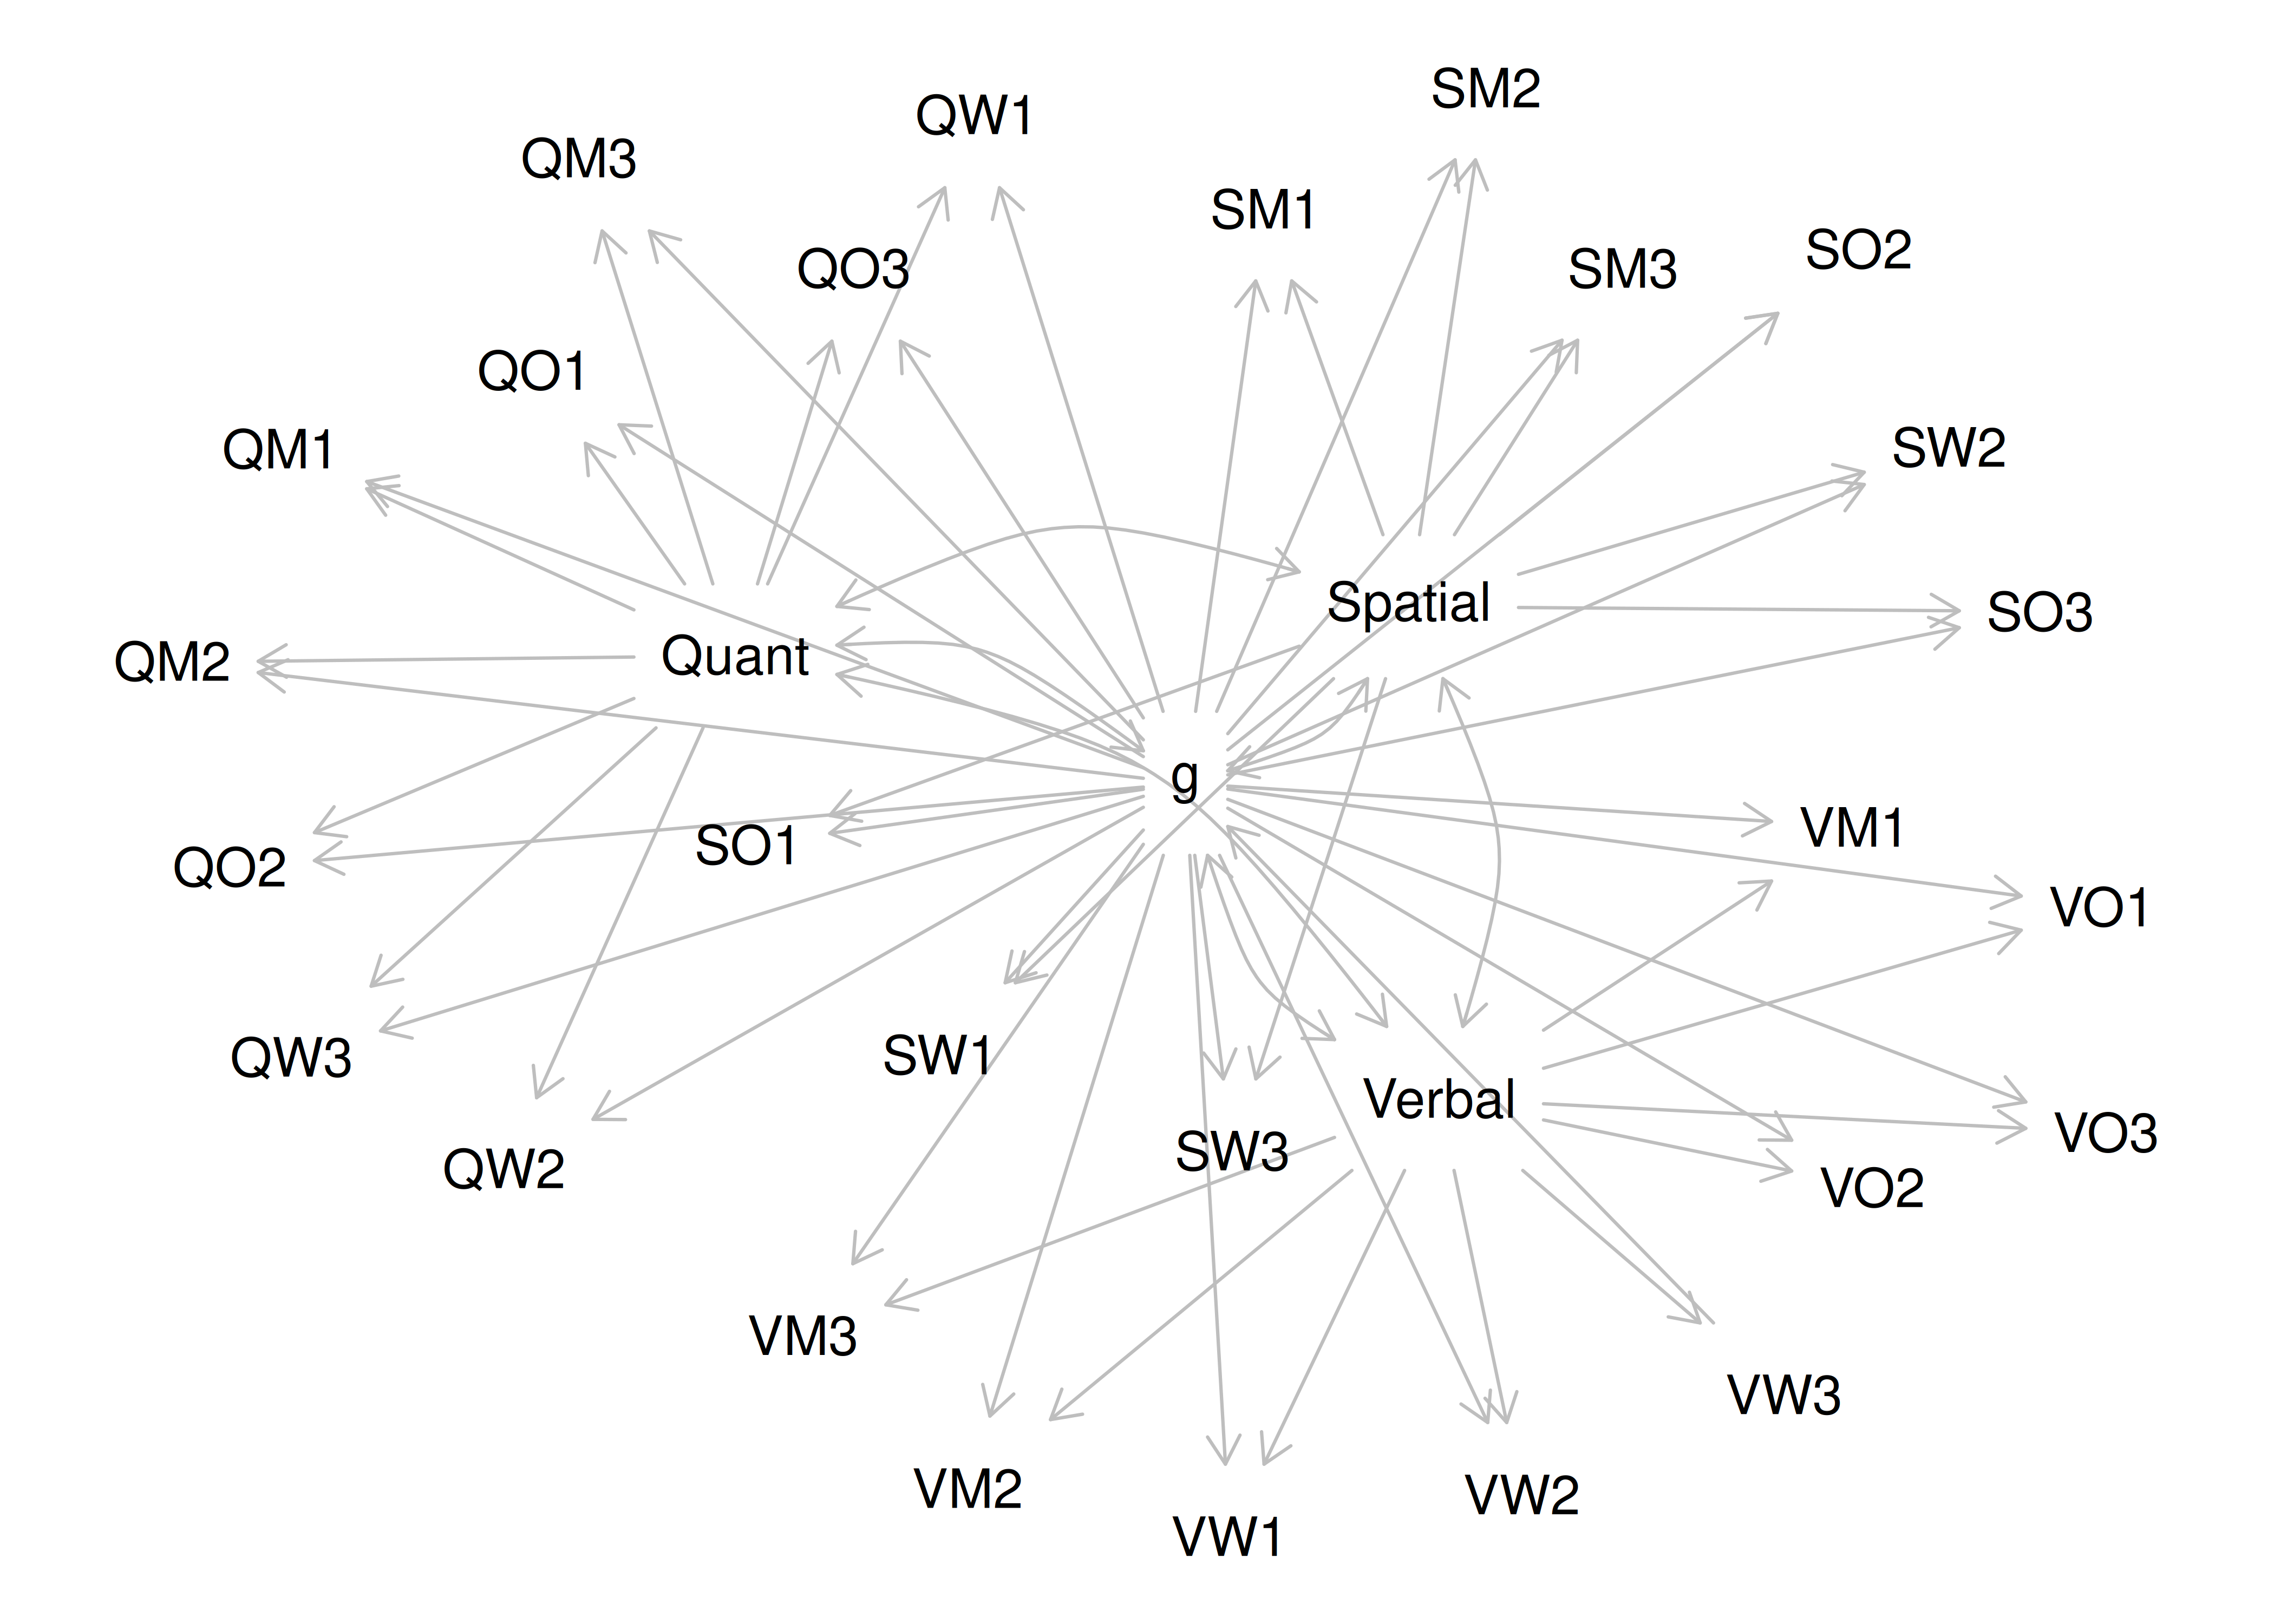 SM2
QW1
QM3
SM1
SO2
QO3
SM3
QO1
QM1
SW2
Spatial
SO3
Quant
QM2
g
VM1
SO1
QO2
VO1
SW1
QW3
Verbal
VO3
SW3
QW2
VO2
VM3
VW3
VM2
VW2
VW1